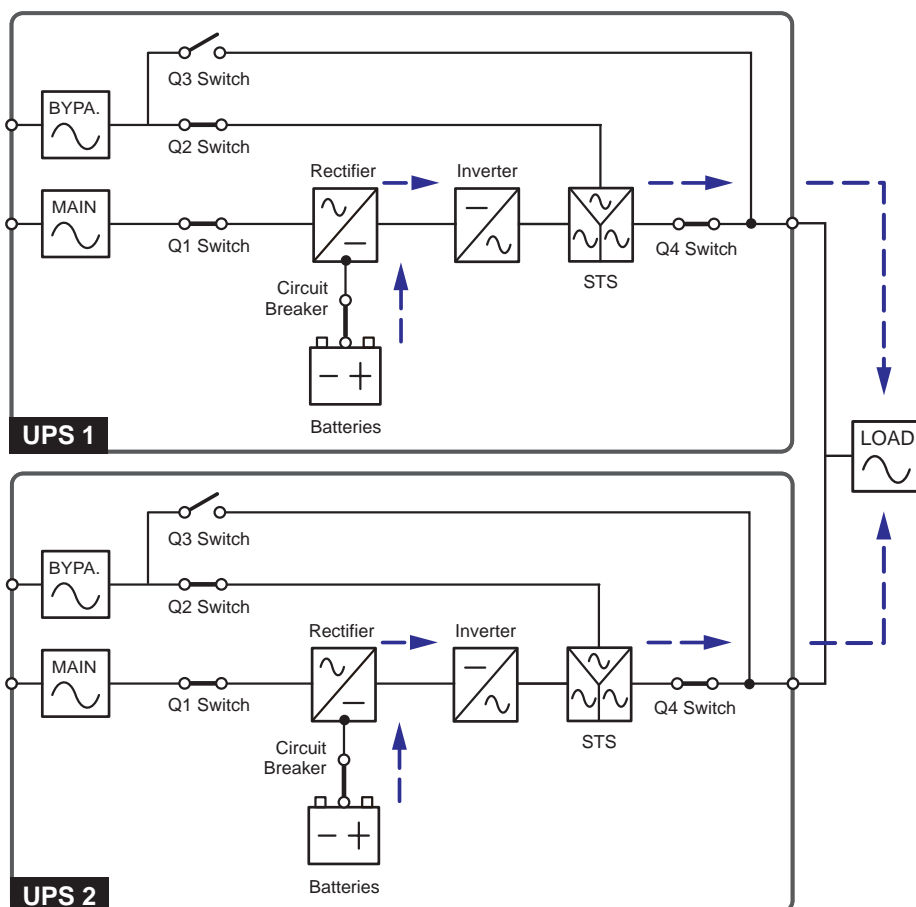 Q3 Switch
BYPA.
Q2 Switch
Rectifier
Inverter
MAIN
Q1 Switch
Q4 Switch
STS
Circuit
Breaker
Batteries
UPS 1
LOAD
Q3 Switch
BYPA.
Q2 Switch
Rectifier
Inverter
MAIN
Q1 Switch
Q4 Switch
STS
Circuit
Breaker
Batteries
UPS 2